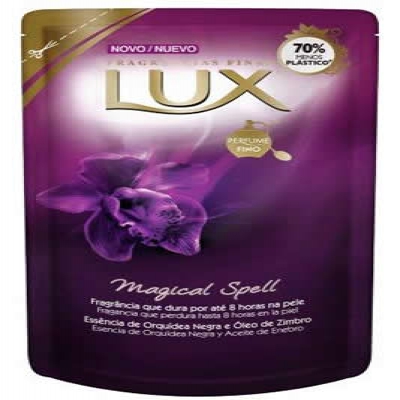 NOVO / NUEVO
FRAGRÂNCIAS FINAS
LUX
70%
MENOS
PLÁSTICO*
PERFUME
FINO
Magical Spell
Fragrância que dura por até 8 horas na pele
Fragancia que perdura hasta 8 horas en la piel
Essência de Orquídea Negra e Óleo de Zimbro
Esencia de Orquídea Negra y Aceite de Enebro